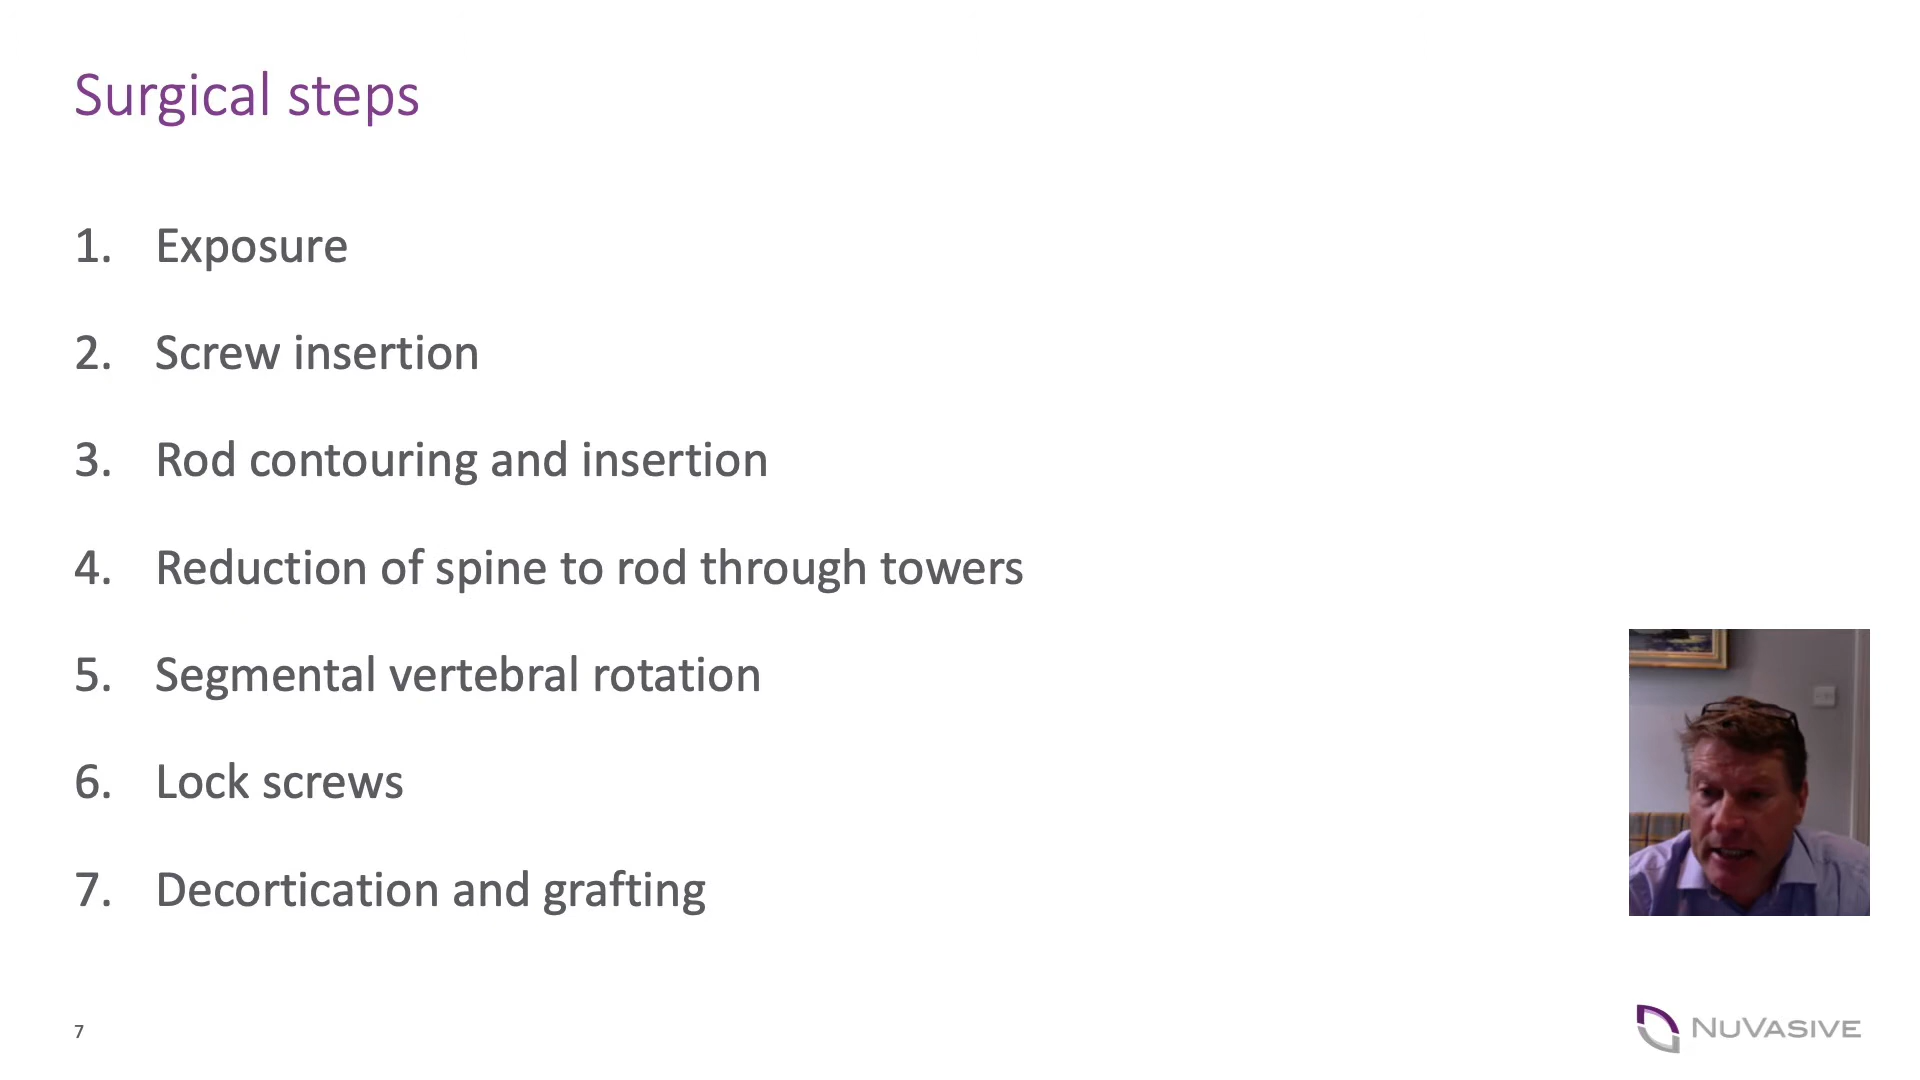 Surgical steps
1. Exposure
2. Screw insertion
3. Rod contouring and insertion
4. Reduction of spine to rod through towers
5. Segmental vertebral rotation
6. Lock screws
7. Decortication and grafting
7
NUVASIVE